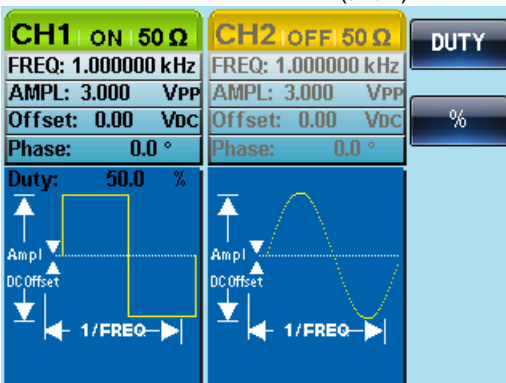 CH1 ON 50 Ω
FREQ: 1.000000 kHz
AMPL: 3.000 VPP
Offset: 0.00 VDC
Phase: 0.0 °
Duty: 50.0 %
Ampl
DC Offset
1/FREQ
CH2 OFF 50 Ω
FREQ: 1.000000 kHz
AMPL: 3.000 VPP
Offset: 0.00 VDC
Phase: 0.0 °
Ampl
DC Offset
1/FREQ
DUTY
%